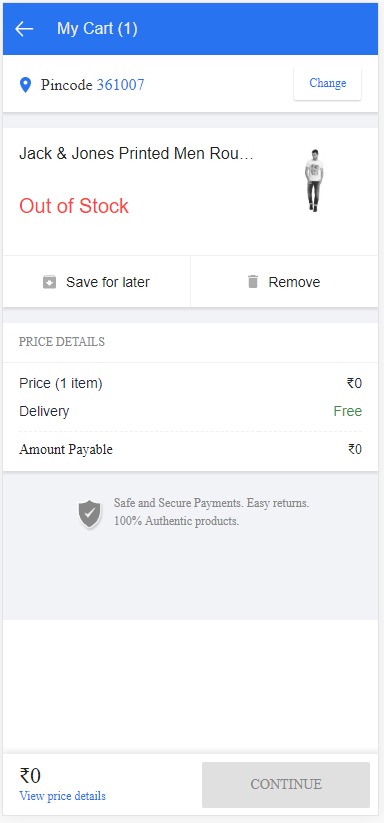 My Cart (1)
Pincode 361007
Change
Jack & Jones Printed Men Rou...
Out of Stock
Save for later
Remove
PRICE DETAILS
Price (1 item) ₹0
Delivery Free
Amount Payable ₹0
Safe and Secure Payments. Easy returns.
100% Authentic products.
₹0
View price details
CONTINUE